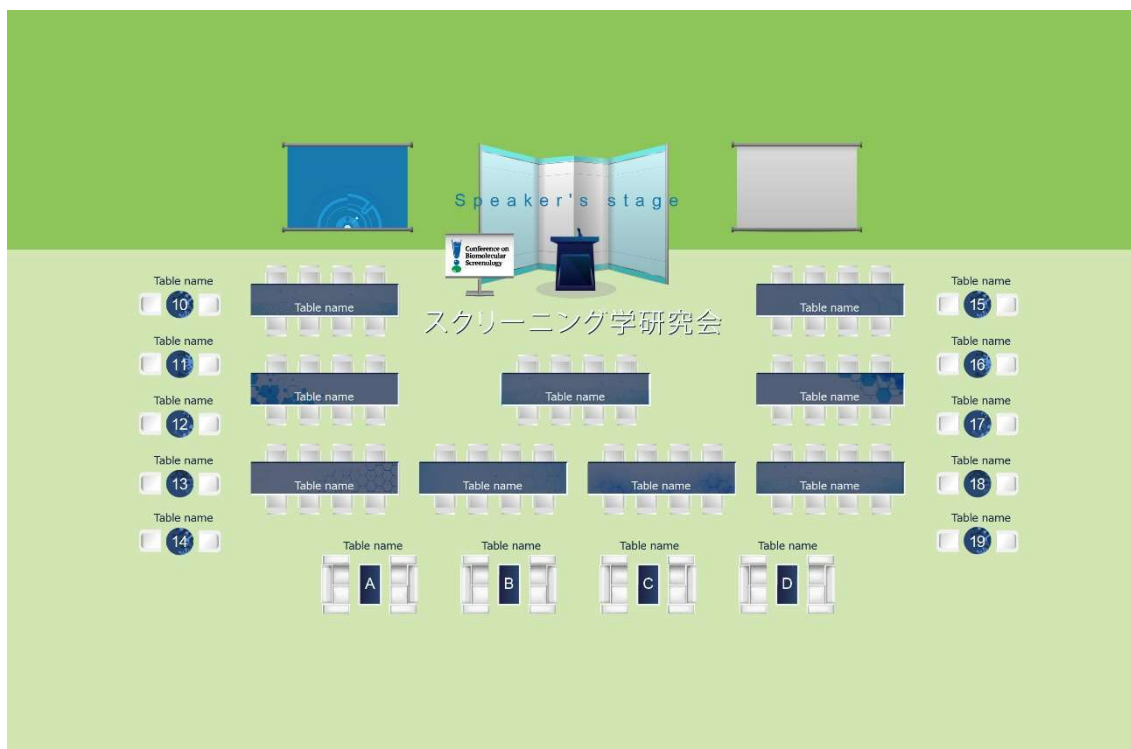 Speaker's stage
Conference on
Biomolecular
Screenology
スクリーニング学研究会
Table name
10
Table name
11
Table name
12
Table name
13
Table name
14
Table name
Table name
Table name
Table name
Table name
Table name
Table name
Table name
Table name
15
Table name
16
Table name
17
Table name
18
Table name
19
Table name
A
Table name
B
Table name
C
Table name
D